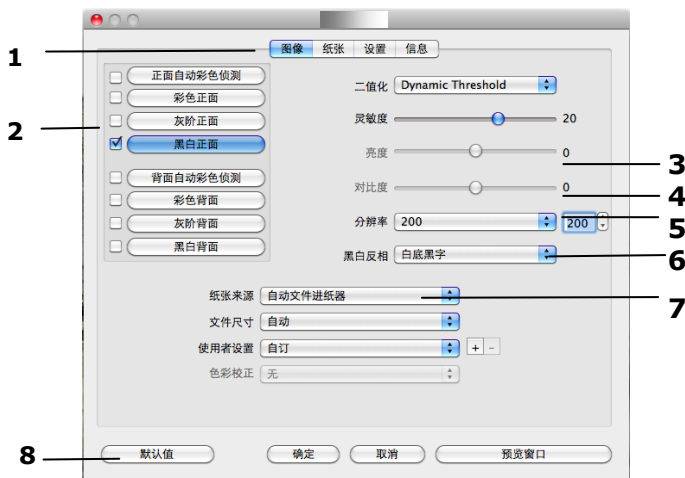 图像 纸张 设置 信息
1
正面自动彩色侦测
彩色正面
灰阶正面
黑白正面
背面自动彩色侦测
彩色背面
灰阶背面
黑白背面
2
二值化 Dynamic Threshold
灵敏度 20
亮度 0
3
对比度 0
4
分辨率 200 200
5
黑白反相 白底黑字
6
纸张来源 自动文件进纸器
7
文件尺寸 自动
使用者设置 自订 + -
色彩校正 无
8
默认值 确定 取消 预览窗口